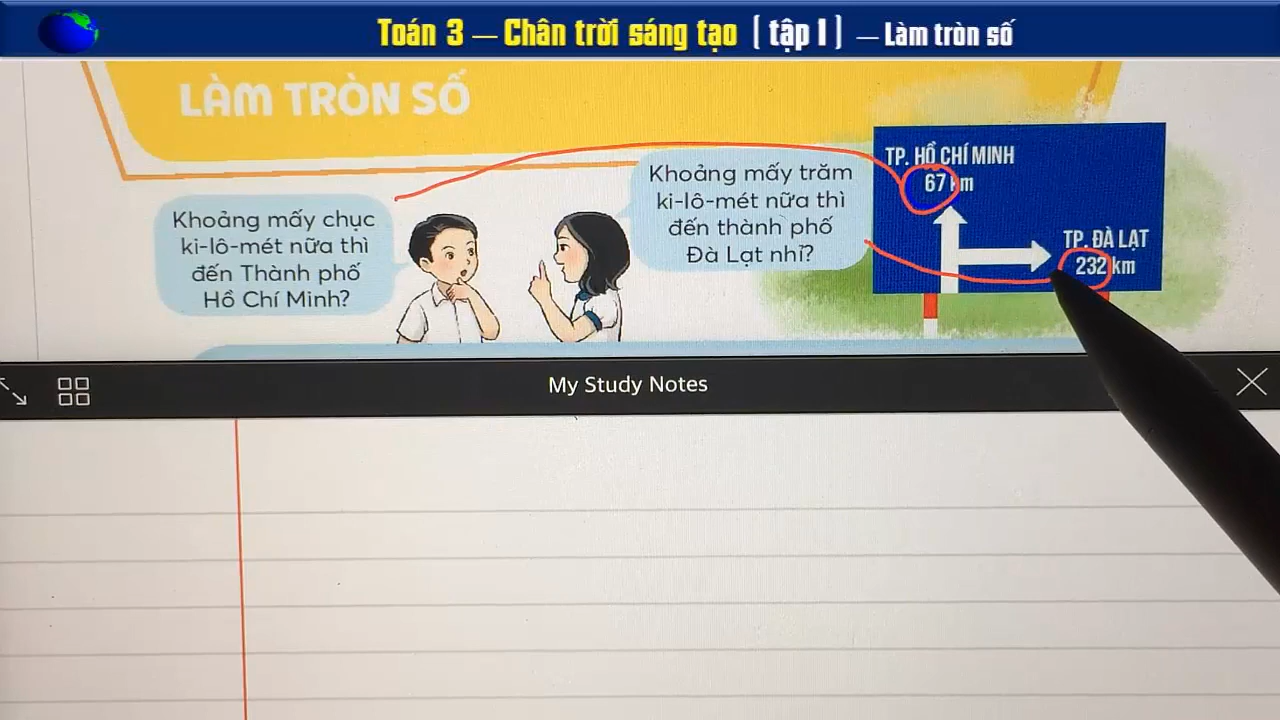 Toán 3 — Chân trời sáng tạo ( tập 1 ) — Làm tròn số
LÀM TRÒN SỐ
Khoảng mấy chục
ki-lô-mét nữa thì
đến Thành phố
Hồ Chí Minh?
Khoảng mấy trăm
ki-lô-mét nữa thì
đến thành phố
Đà Lạt nhỉ?
TP. HỒ CHÍ MINH
67 km
TP. ĐÀ LẠT
232 km
My Study Notes